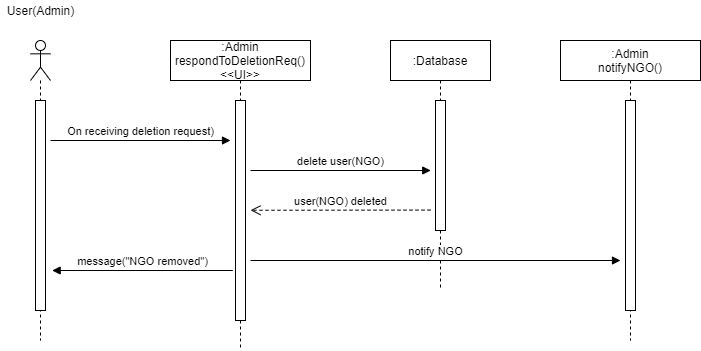 User(Admin)
:Admin
respondToDeletionReq()
<<UI>>
:Database
:Admin
notifyNGO()
On receiving deletion request)
delete user(NGO)
user(NGO) deleted
notify NGO
message("NGO removed")